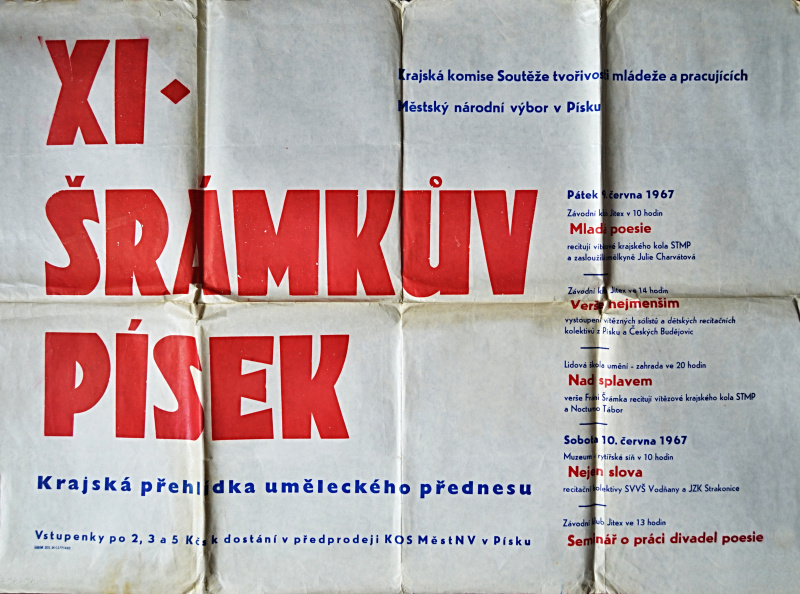 XI·
ŠRÁMKŮV
PÍSEK
Krajská přehlídka uměleckého přednesu
Vstupenky po 2, 3 a 5 Kčs k dostání v předprodeji KOS MěstNV v Písku
Krajská komise Soutěže tvořivosti mládeže a pracujících
Městský národní výbor v Písku
Pátek 9. června 1967
Závodní klub Jitex v 10 hodin
Mladí poesie
recitují vítězové krajského kola STMP
a zasloužilá umělkyně Julie Charvátová
Závodní klub Jitex ve 14 hodin
Verše nejmenším
vystoupení vítězných sólistů a dětských recitačních
kolektivů z Písku a Českých Budějovic
Lidová škola umění - zahrada ve 20 hodin
Nad splavem
verše Fráni Šrámka recitují vítězové krajského kola STMP
a Nocturno Tábor
Sobota 10. června 1967
Muzeum - rytířská síň v 10 hodin
Nejen slova
recitační kolektivy SVVŠ Vodňany a JZK Strakonice
Závodní klub Jitex ve 13 hodin
Seminář o práci divadel poesie